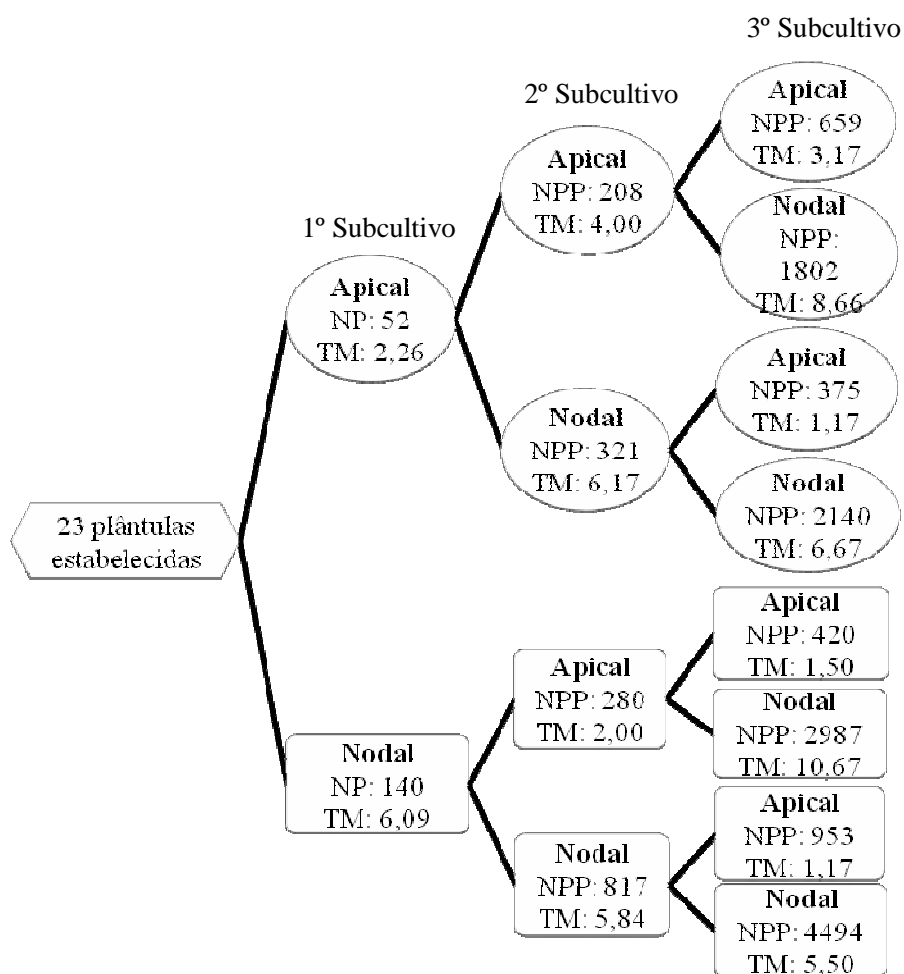 3º Subcultivo
2º Subcultivo
1º Subcultivo
Apical
NPP: 659
TM: 3,17
Nodal
NPP:
1802
TM: 8,66
Apical
NPP: 208
TM: 4,00
Apical
NP: 52
TM: 2,26
Apical
NPP: 375
TM: 1,17
Nodal
NPP: 2140
TM: 6,67
Nodal
NPP: 321
TM: 6,17
23 plântulas
estabelecidas
Apical
NPP: 420
TM: 1,50
Nodal
NPP: 2987
TM: 10,67
Apical
NPP: 280
TM: 2,00
Nodal
NP: 140
TM: 6,09
Apical
NPP: 953
TM: 1,17
Nodal
NPP: 4494
TM: 5,50
Nodal
NPP: 817
TM: 5,84